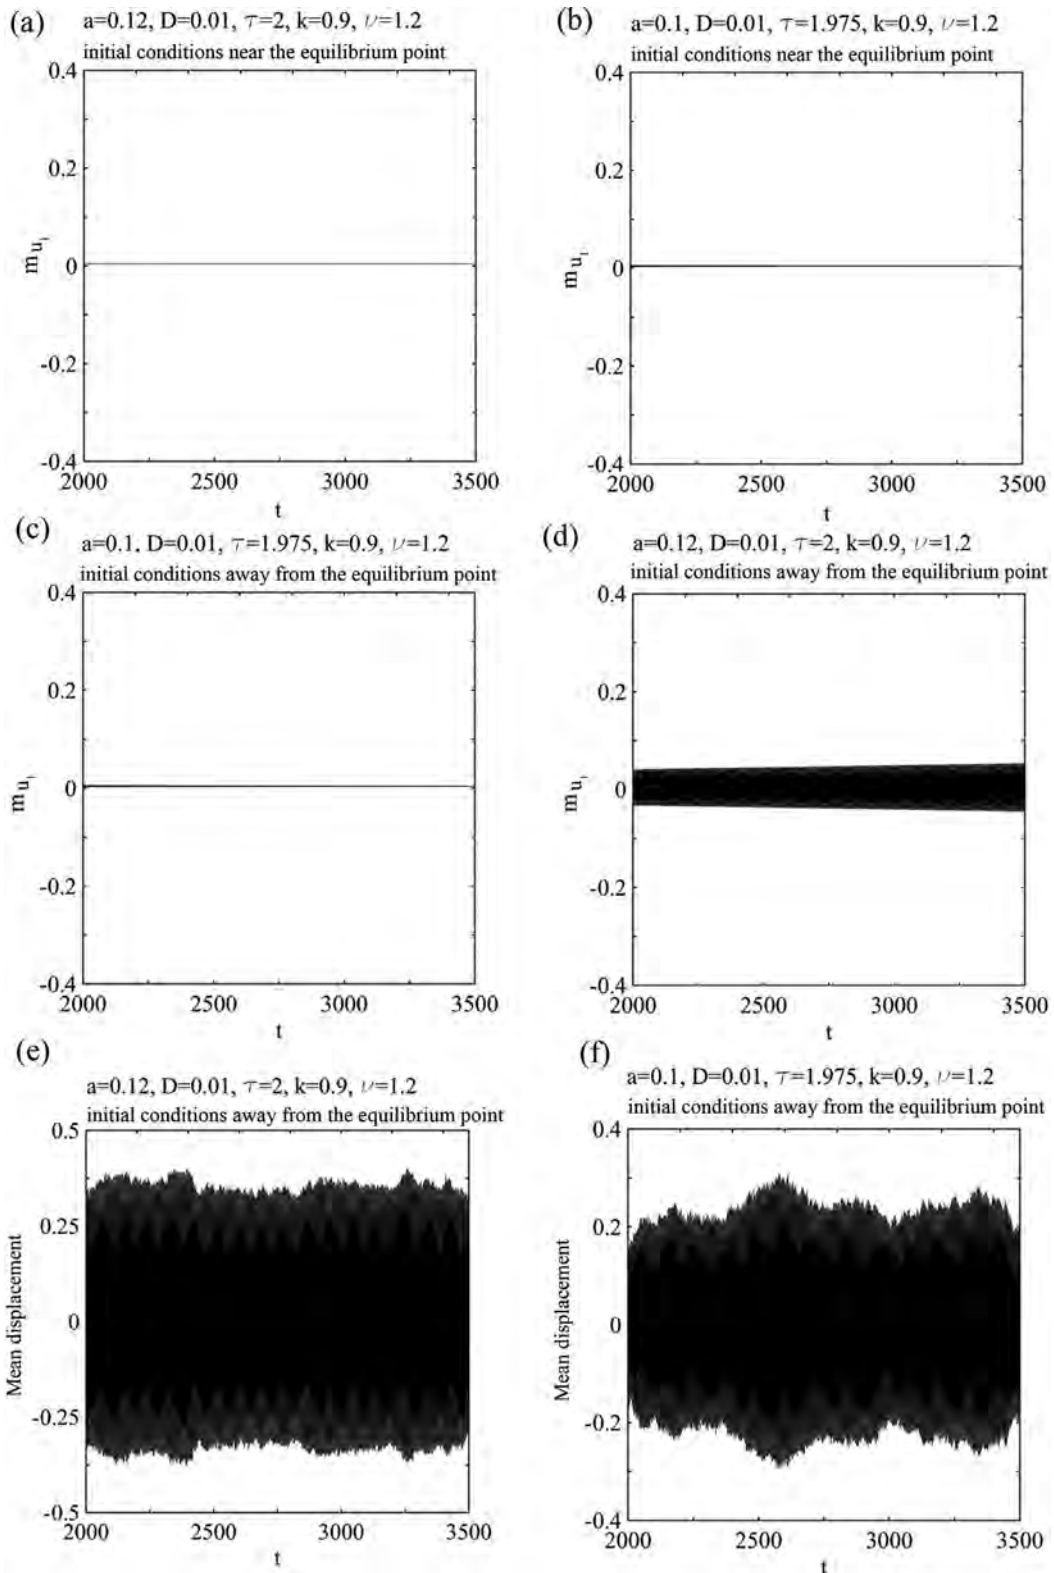 (a)
a=0.12, D=0.01, τ=2, k=0.9, ν=1.2
initial conditions near the equilibrium point
0.4
0.2
0
-0.2
-0.4
m_{u_i}
2000 2500 3000 3500
t
(b)
a=0.1, D=0.01, τ=1.975, k=0.9, ν=1.2
initial conditions near the equilibrium point
0.4
0.2
0
-0.2
-0.4
m_{u_i}
2000 2500 3000 3500
t
(c)
a=0.1, D=0.01, τ=1.975, k=0.9, ν=1.2
initial conditions away from the equilibrium point
0.4
0.2
0
-0.2
-0.4
m_{u_i}
2000 2500 3000 3500
t
(d)
a=0.12, D=0.01, τ=2, k=0.9, ν=1.2
initial conditions away from the equilibrium point
0.4
0.2
0
-0.2
-0.4
m_{u_i}
2000 2500 3000 3500
t
(e)
a=0.12, D=0.01, τ=2, k=0.9, ν=1.2
initial conditions away from the equilibrium point
0.5
0.25
0
-0.25
-0.5
Mean displacement
2000 2500 3000 3500
t
(f)
a=0.1, D=0.01, τ=1.975, k=0.9, ν=1.2
initial conditions away from the equilibrium point
0.4
0.2
0
-0.2
-0.4
Mean displacement
2000 2500 3000 3500
t